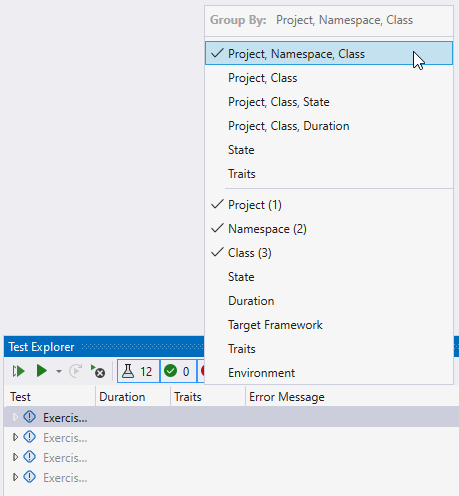 Group By: Project, Namespace, Class
Project, Namespace, Class
Project, Class
Project, Class, State
Project, Class, Duration
State
Traits
Project (1)
Namespace (2)
Class (3)
State
Duration
Target Framework
Traits
Environment
Test Explorer
12 0
Test Duration Traits Error Message
Exercis...
Exercis...
Exercis...
Exercis...